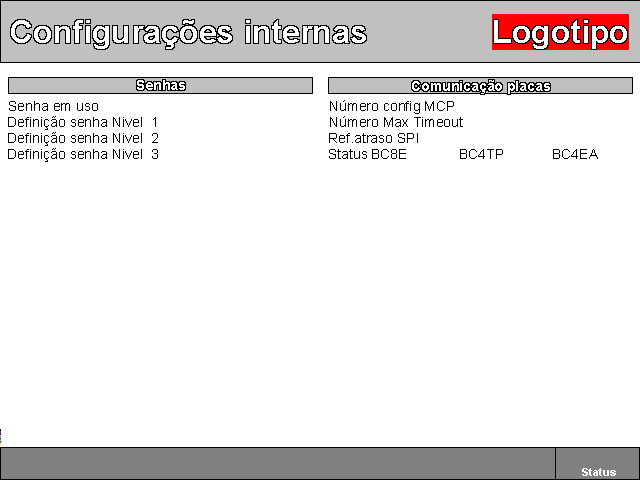 Configurações internas
Logotipo
Senhas
Senha em uso
Definição senha Nivel 1
Definição senha Nivel 2
Definição senha Nivel 3
Comunicação placas
Número config MCP
Número Max Timeout
Ref.atraso SPI
Status BC8E BC4TP BC4EA
Status